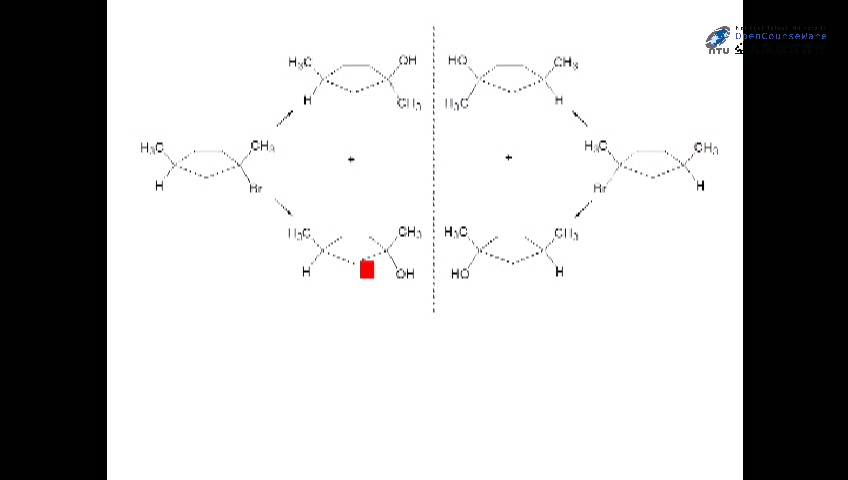 OpenCourseWare
NTU
H₃C OH HO CH₃
H CH₃ H₃C H
H₃C CH₃ + + H₃C CH₃
H Br Br H
H₃C CH₃ H₃C CH₃
H OH HO H